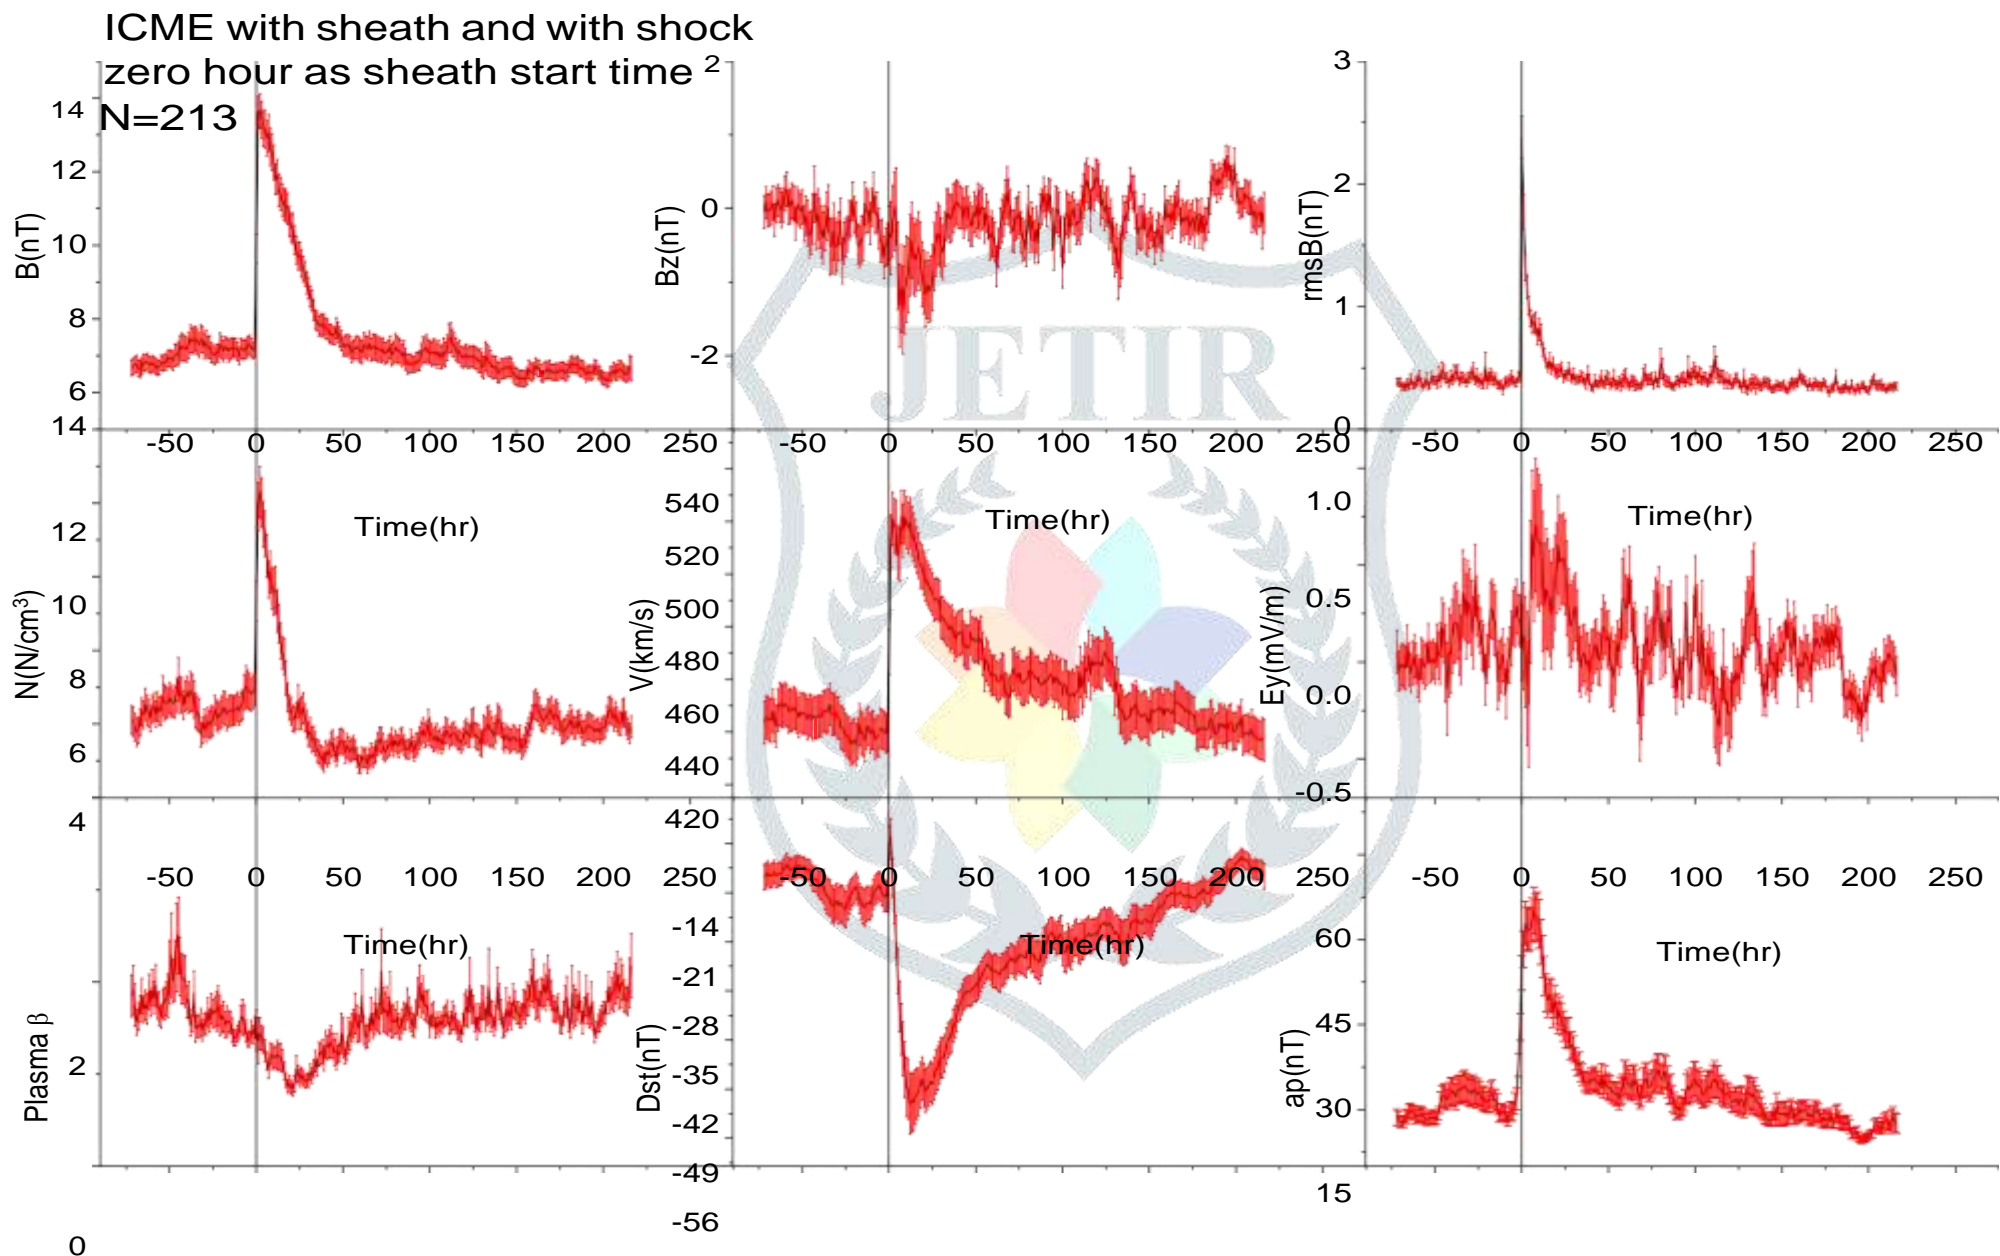 ICME with sheath and with shock
zero hour as sheath start time
N=213
14
12
10
8
6
B(nT)
-50 0 50 100 150 200 250
2
0
-2
Bz(nT)
-50 0 50 100 150 200 250
3
2
1
0
rmsB(nT)
-50 0 50 100 150 200 250
JETIR
14
12
10
8
6
4
N(N/cm³)
Time(hr)
-50 0 50 100 150 200 250
540
520
500
480
460
440
420
V(km/s)
Time(hr)
-50 0 50 100 150 200 250
1.0
0.5
0.0
-0.5
Ey(mV/m)
Time(hr)
-50 0 50 100 150 200 250
2
0
Plasma β
Time(hr)
-14
-21
-28
-35
-42
-49
-56
Dst(nT)
Time(hr)
60
45
30
15
ap(nT)
Time(hr)